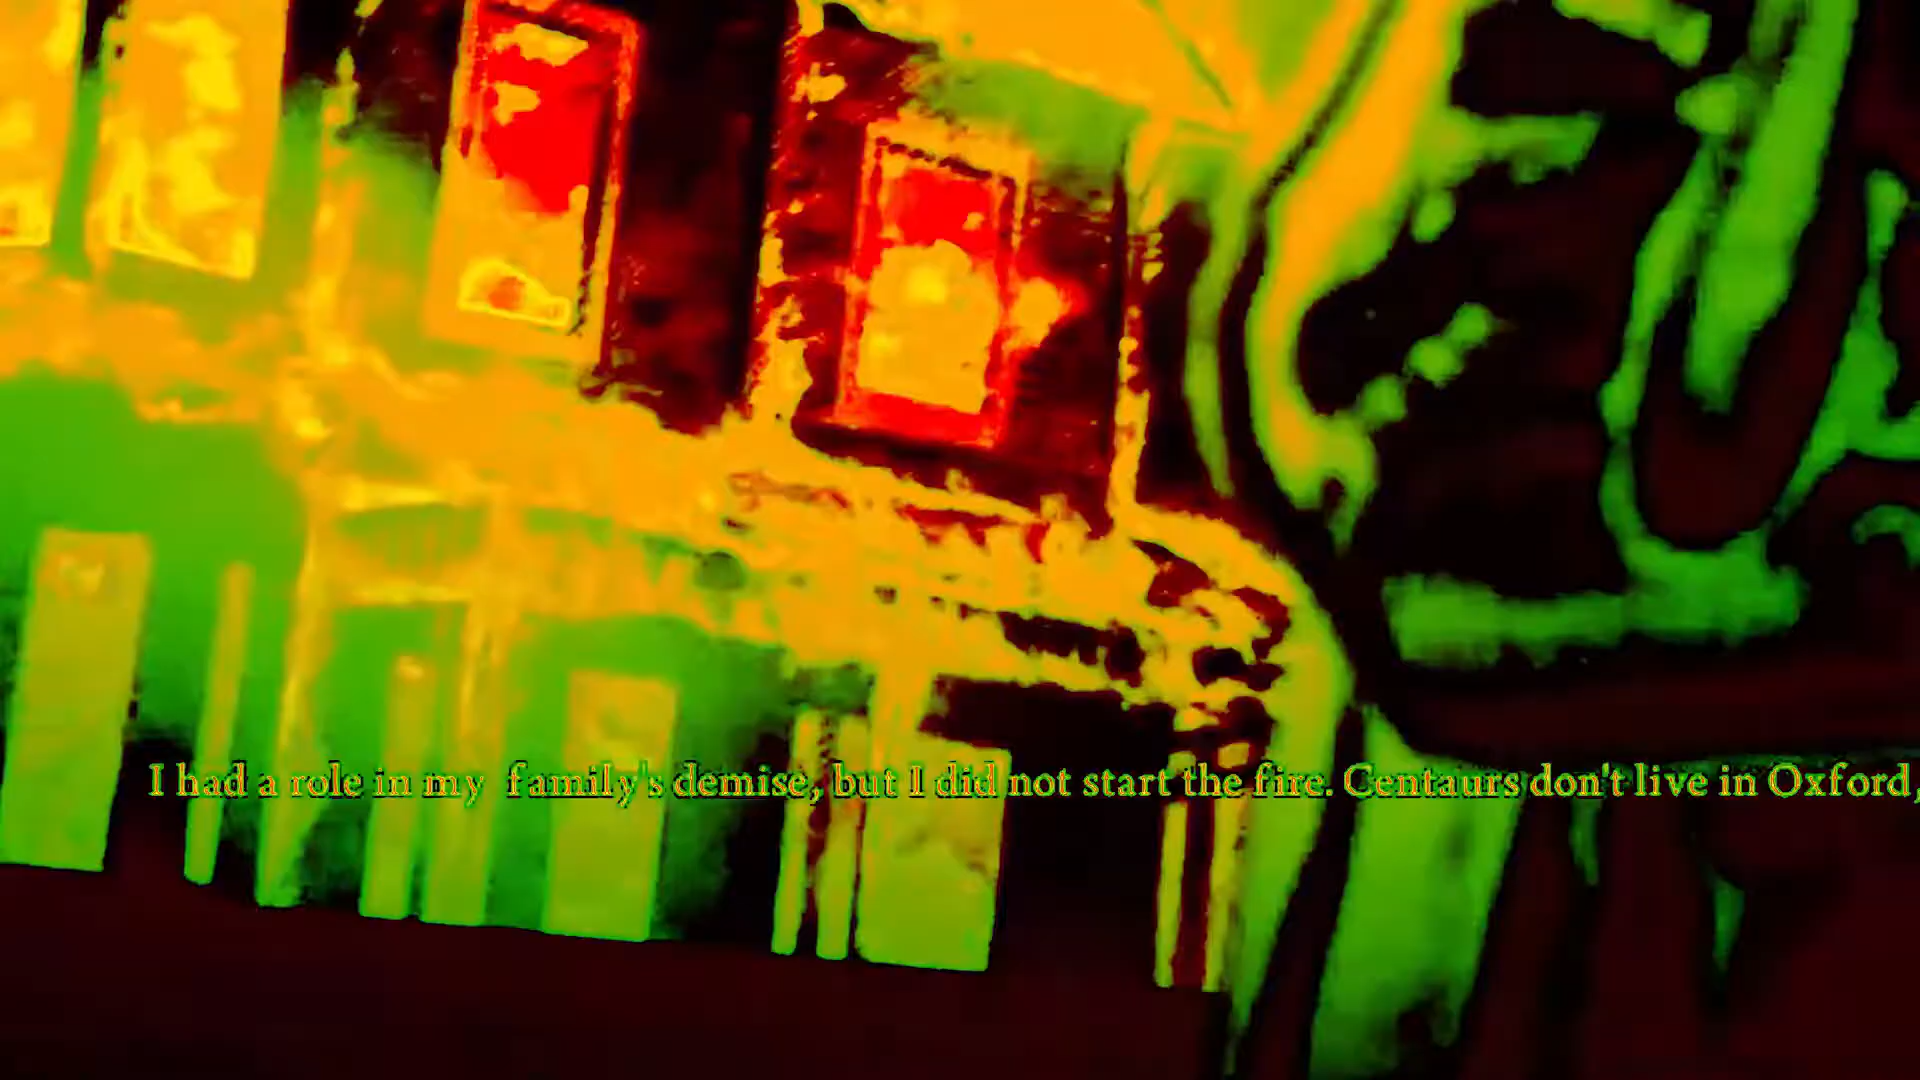 I had a role in my family's demise, but I did not start the fire. Centaurs don't live in Oxford,